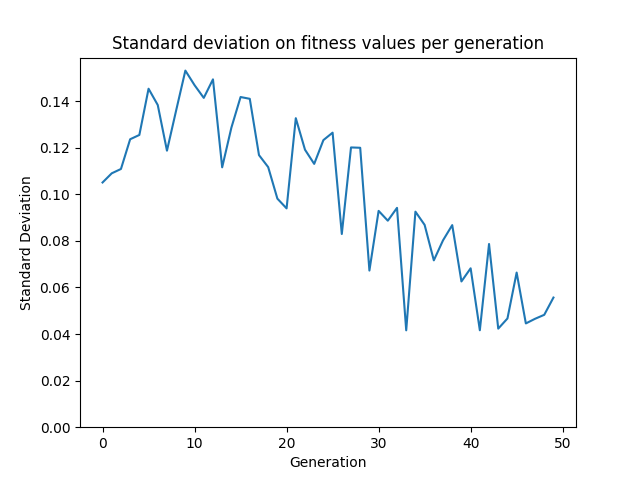 Standard deviation on fitness values per generation
Standard Deviation
0.14
0.12
0.10
0.08
0.06
0.04
0.02
0.00
0 10 20 30 40 50
Generation